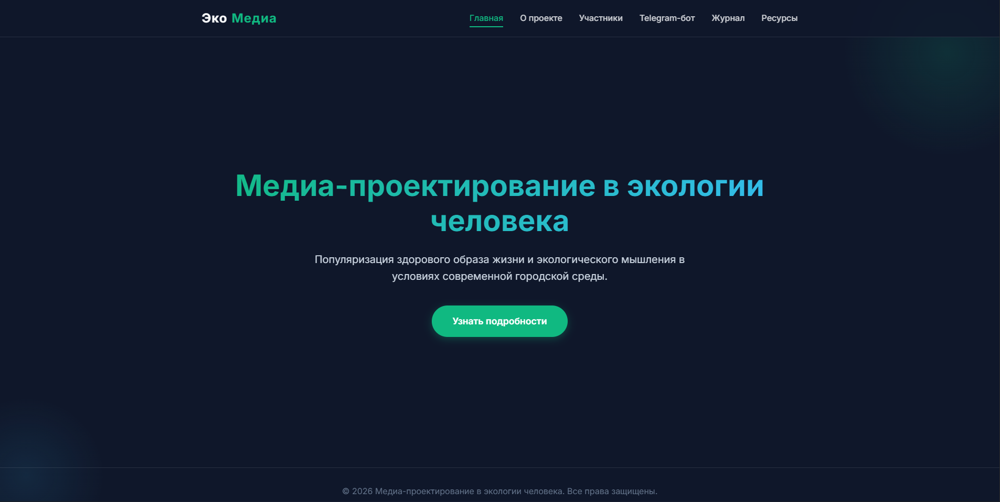 Эко Медиа
Главная О проекте Участники Telegram-бот Журнал Ресурсы
Медиа-проектирование в экологии
человека
Популяризация здорового образа жизни и экологического мышления в
условиях современной городской среды.
Узнать подробности
© 2026 Медиа-проектирование в экологии человека. Все права защищены.